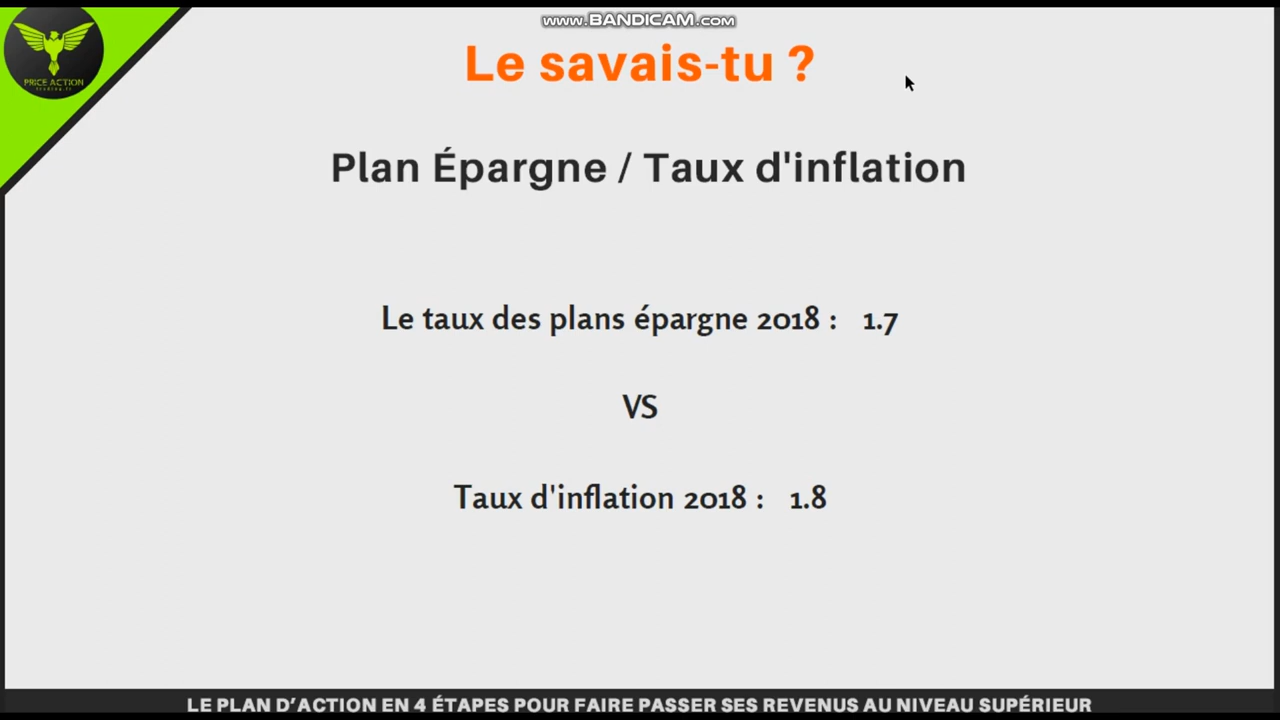 www.BANDICAM.com
Le savais-tu ?
PRICE ACTION
trading.fr
Plan Épargne / Taux d'inflation
Le taux des plans épargne 2018 : 1.7
VS
Taux d'inflation 2018 : 1.8
LE PLAN D’ACTION EN 4 ÉTAPES POUR FAIRE PASSER SES REVENUS AU NIVEAU SUPÉRIEUR